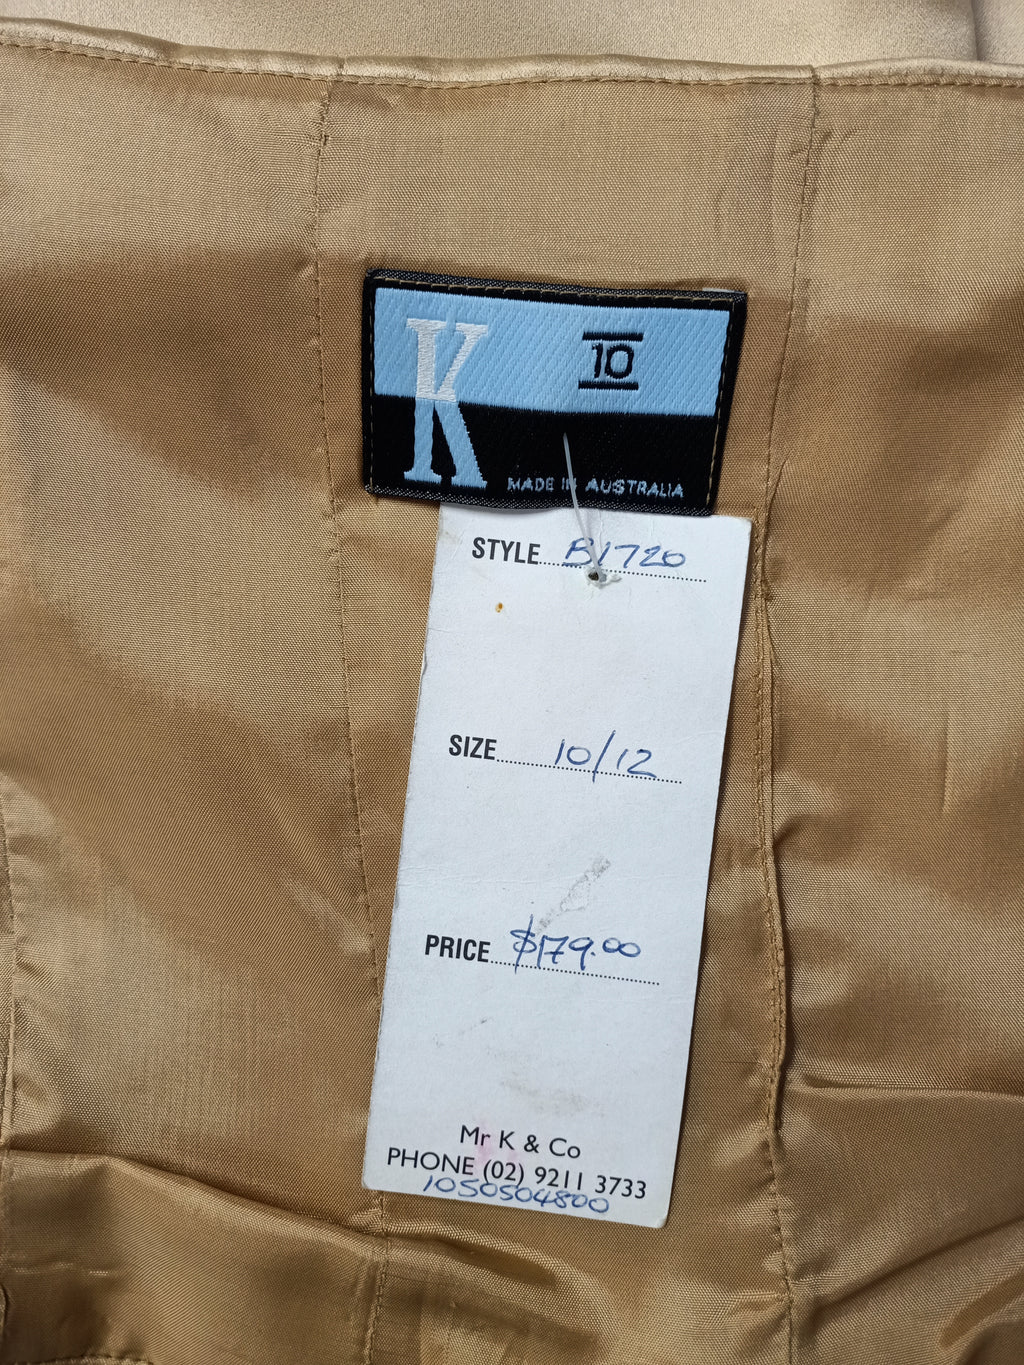 K
10
MADE IN AUSTRALIA
STYLE B1720
SIZE 10/12
PRICE $179.00
Mr K & Co
PHONE (02) 9211 3733
1050504800